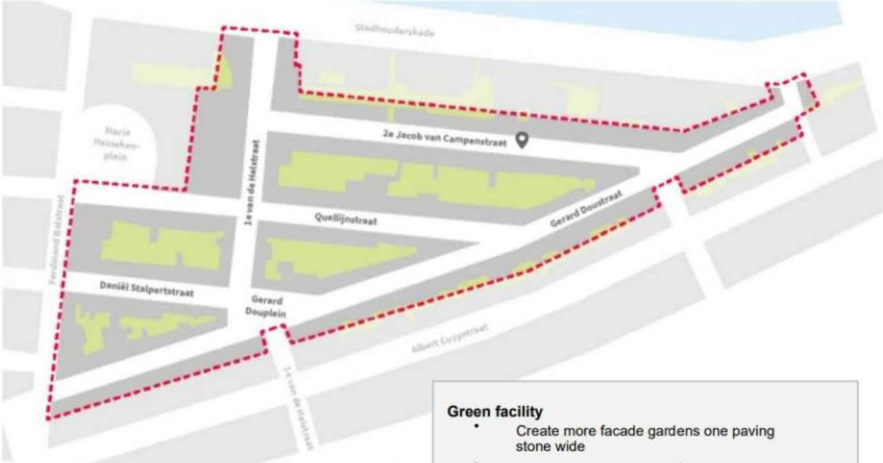 Stadhouderskade
Marie
Heineken-
plein
2e Jacob van Campenstraat
1e van de Helststraat
Ferdinand Bolstraat
Quellijnstraat
Gerard Doustraat
Daniël Stalpertstraat
Gerard
Douplein
Albert Cuypstraat
1e van de Helststraat
Green facility
• Create more facade gardens one paving
stone wide